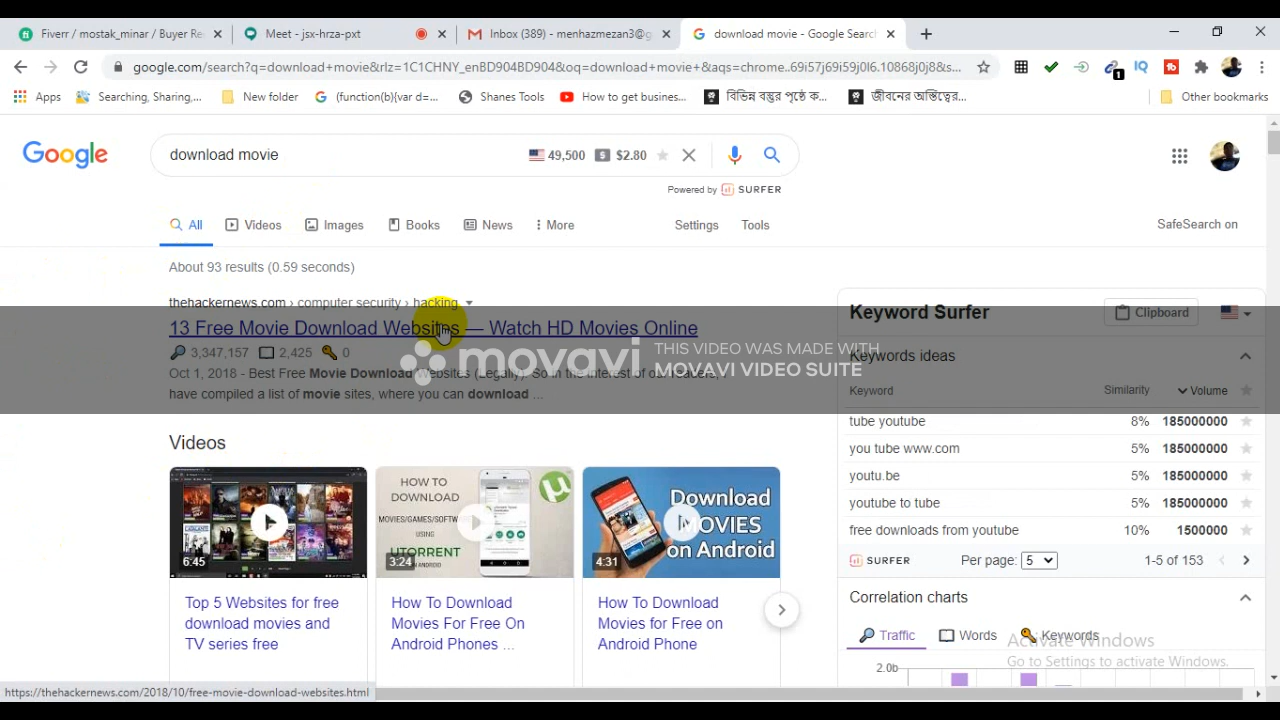 Fiverr / mostak_minar / Buyer Re
Meet - jsx-hrza-pxt
Inbox (389) - menhazmezan3@g
download movie - Google Search
google.com/search?q=download+movie&rlz=1C1CHNY_enBD904BD904&oq=download+movie+&aqs=chrome..69i57j69i59j0l6.10868j0j8&s...
1
Apps
Searching, Sharing,...
New folder
(function(b){var d=...
Shanes Tools
How to get busines...
বিভিন্ন বস্তুর পৃষ্ঠে ক...
জীবনের অস্তিত্বের...
Other bookmarks
Google
download movie
49,500
$2.80
Powered by SURFER
All
Videos
Images
Books
News
More
Settings
Tools
SafeSearch on
About 93 results (0.59 seconds)
thehackernews.com › computer security › hacking
13 Free Movie Download Websites — Watch HD Movies Online
3,347,157
2,425
0
Oct 1, 2018 - Best Free Movie Download Websites (Legally). So in the interest of our readers, I
have compiled a list of movie sites, where you can download ...
movavi
THIS VIDEO WAS MADE WITH
MOVAVI VIDEO SUITE
Keyword Surfer
Clipboard
Keywords ideas
Keyword
Similarity
Volume
tube youtube 8% 185000000
you tube www.com 5% 185000000
youtu.be 5% 185000000
youtube to tube 5% 185000000
free downloads from youtube 10% 1500000
SURFER
Per page: 5
1-5 of 153
Correlation charts
Traffic
Words
Keywords
2.0b
Videos
HOW TO
DOWNLOAD
MOVIES/GAMES/SOFTW
USING
UTORRENT
ON ANDROID
Download
MOVIES
on Android
6:45
3:24
4:31
Top 5 Websites for free
download movies and
TV series free
How To Download
Movies For Free On
Android Phones ...
How To Download
Movies for Free on
Android Phone
Activate Windows
Go to Settings to activate Windows.
https://thehackernews.com/2018/10/free-movie-download-websites.html